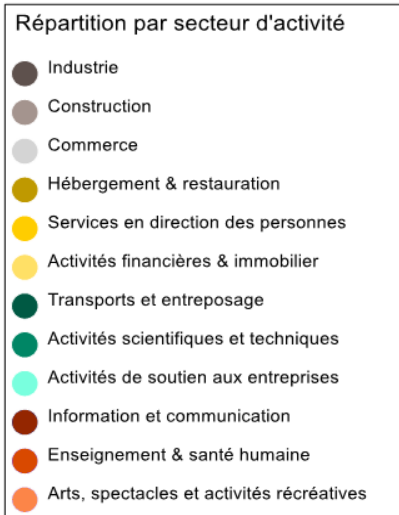 Répartition par secteur d'activité
Industrie
Construction
Commerce
Hébergement & restauration
Services en direction des personnes
Activités financières & immobilier
Transports et entreposage
Activités scientifiques et techniques
Activités de soutien aux entreprises
Information et communication
Enseignement & santé humaine
Arts, spectacles et activités récréatives